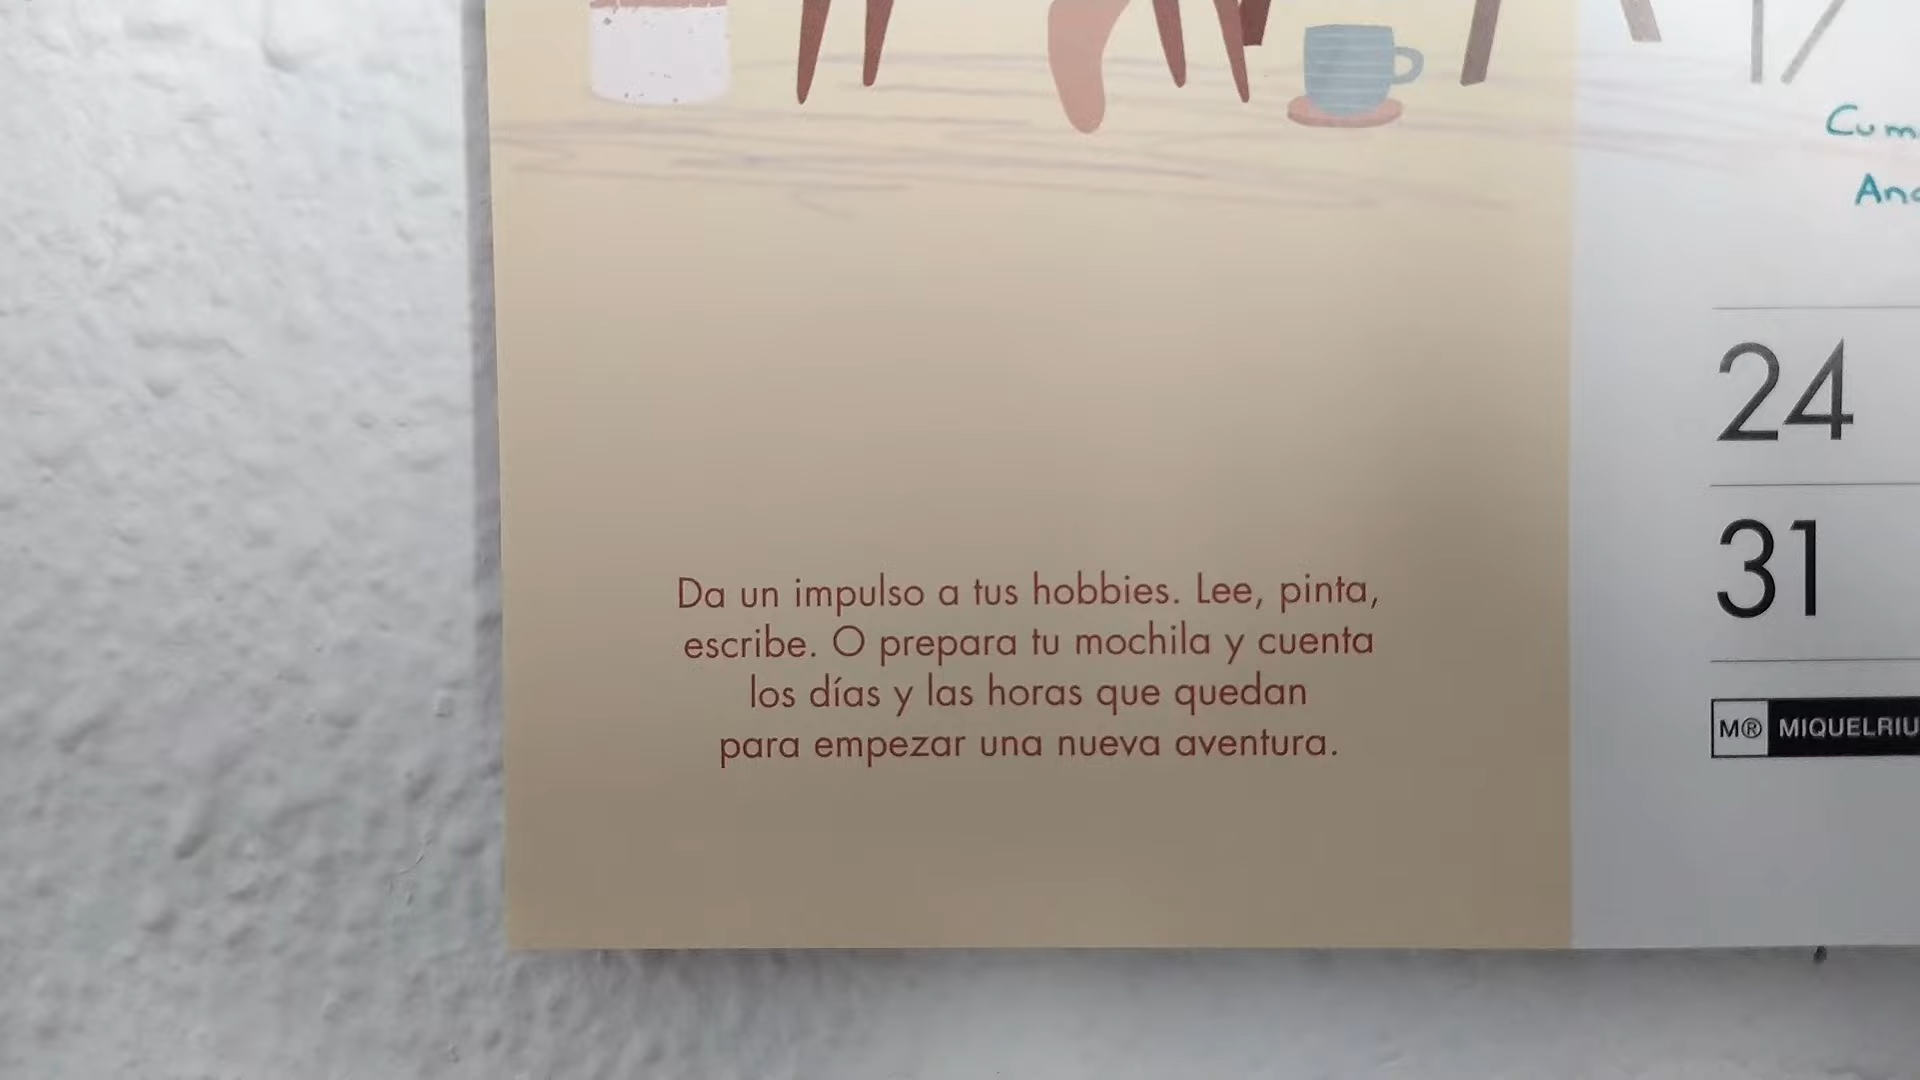 Da un impulso a tus hobbies. Lee, pinta,
escribe. O prepara tu mochila y cuenta
los días y las horas que quedan
para empezar una nueva aventura.
24
31
M® MIQUELRIU